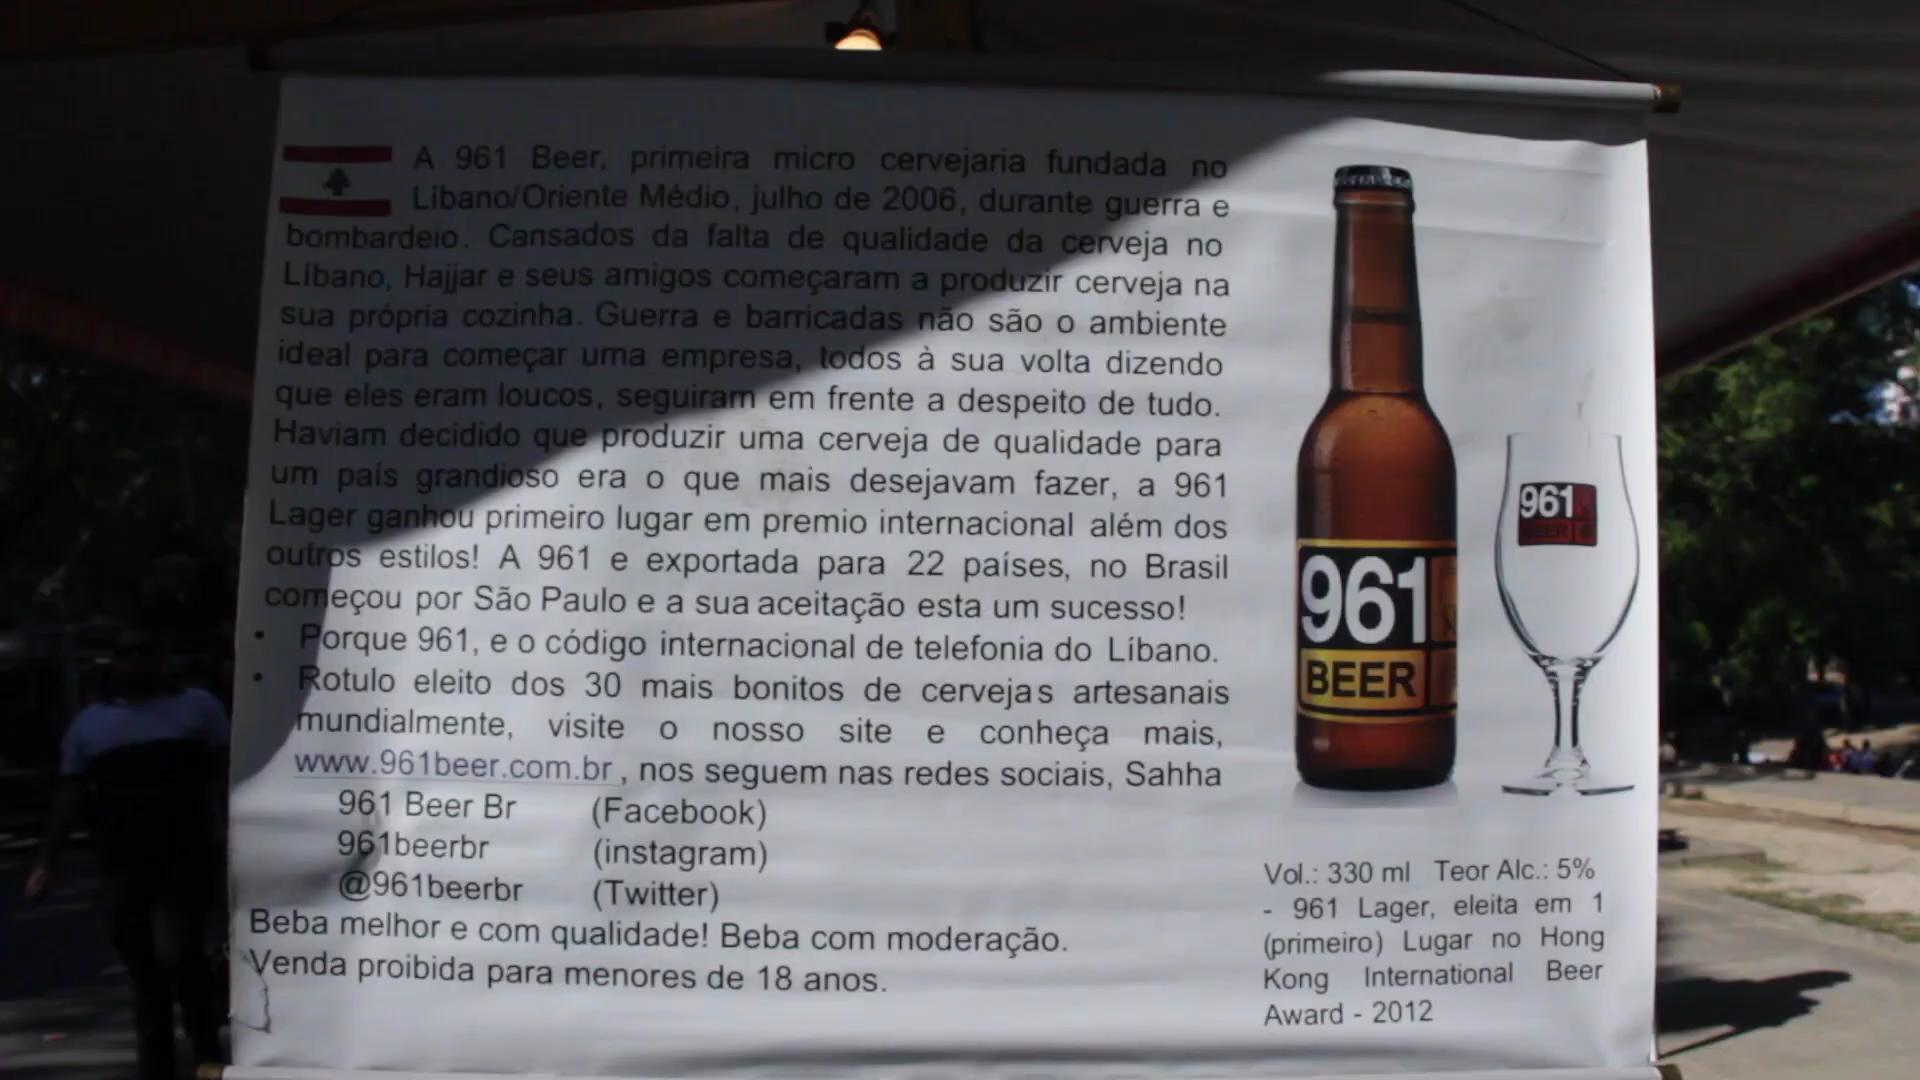 A 961 Beer, primeira micro cervejaria fundada no
Líbano/Oriente Médio, julho de 2006, durante guerra e
bombardeio. Cansados da falta de qualidade da cerveja no
Líbano, Hajjar e seus amigos começaram a produzir cerveja na
sua própria cozinha. Guerra e barricadas não são o ambiente
ideal para começar uma empresa, todos à sua volta dizendo
que eles eram loucos, seguiram em frente a despeito de tudo.
Haviam decidido que produzir uma cerveja de qualidade para
um país grandioso era o que mais desejavam fazer, a 961
Lager ganhou primeiro lugar em premio internacional além dos
outros estilos! A 961 e exportada para 22 países, no Brasil
começou por São Paulo e a sua aceitação esta um sucesso!
• Porque 961, e o código internacional de telefonia do Líbano.
• Rotulo eleito dos 30 mais bonitos de cervejas artesanais
mundialmente, visite o nosso site e conheça mais,
www.961beer.com.br , nos seguem nas redes sociais, Sahha
961 Beer Br (Facebook)
961beerbr (instagram)
@961beerbr (Twitter)
Beba melhor e com qualidade! Beba com moderação.
Venda proibida para menores de 18 anos.
961
BEER
961
BEER
Vol.: 330 ml Teor Alc.: 5%
- 961 Lager, eleita em 1
(primeiro) Lugar no Hong
Kong International Beer
Award - 2012